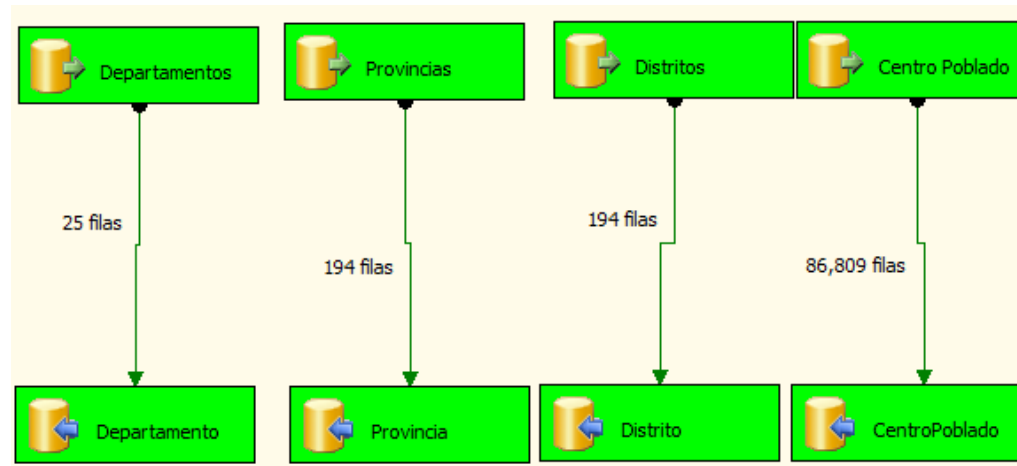 Departamentos
Provincias
Distritos
Centro Poblado
25 filas
194 filas
194 filas
86,809 filas
Departamento
Provincia
Distrito
CentroPoblado